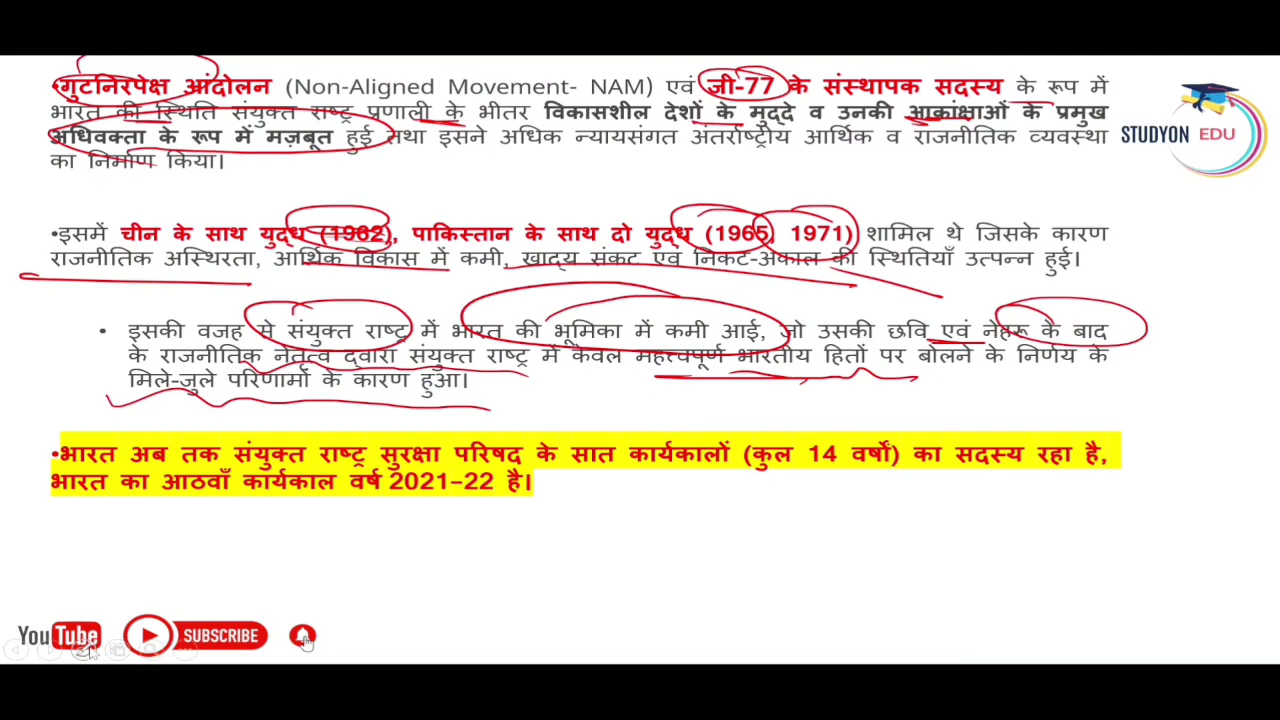 •गुटनिरपेक्ष आंदोलन (Non-Aligned Movement- NAM) एवं जी-77 के संस्थापक सदस्य के रूप में
भारत की स्थिति संयुक्त राष्ट्र प्रणाली के भीतर विकासशील देशों के मुद्दे व उनकी आकांक्षाओं के प्रमुख
अधिवक्ता के रूप में मज़बूत हुई तथा इसने अधिक न्यायसंगत अंतर्राष्ट्रीय आर्थिक व राजनीतिक व्यवस्था
का निर्माण किया।
STUDYON EDU
•इसमें चीन के साथ युद्ध (1962), पाकिस्तान के साथ दो युद्ध (1965, 1971) शामिल थे जिसके कारण
राजनीतिक अस्थिरता, आर्थिक विकास में कमी, खाद्य संकट एवं निकट-अकाल की स्थितियाँ उत्पन्न हुई।
• इसकी वजह से संयुक्त राष्ट्र में भारत की भूमिका में कमी आई, जो उसकी छवि एवं नेहरू के बाद
के राजनीतिक नेतृत्व द्वारा संयुक्त राष्ट्र में केवल महत्त्वपूर्ण भारतीय हितों पर बोलने के निर्णय के
मिले-जुले परिणामों के कारण हुआ।
•भारत अब तक संयुक्त राष्ट्र सुरक्षा परिषद के सात कार्यकालों (कुल 14 वर्षों) का सदस्य रहा है,
भारत का आठवाँ कार्यकाल वर्ष 2021–22 है।
YouTube SUBSCRIBE